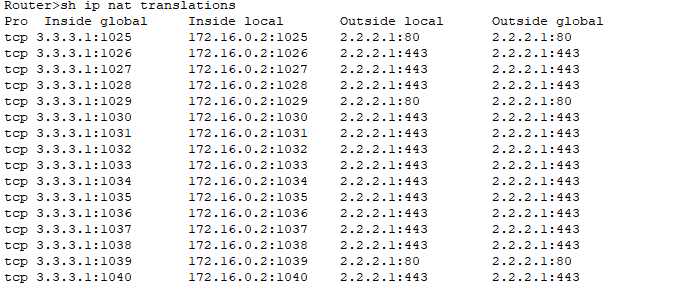 Router>sh ip nat translations
Pro  Inside global     Inside local       Outside local      Outside global
tcp 3.3.3.1:1025       172.16.0.2:1025    2.2.2.1:80         2.2.2.1:80
tcp 3.3.3.1:1026       172.16.0.2:1026    2.2.2.1:443        2.2.2.1:443
tcp 3.3.3.1:1027       172.16.0.2:1027    2.2.2.1:443        2.2.2.1:443
tcp 3.3.3.1:1028       172.16.0.2:1028    2.2.2.1:443        2.2.2.1:443
tcp 3.3.3.1:1029       172.16.0.2:1029    2.2.2.1:80         2.2.2.1:80
tcp 3.3.3.1:1030       172.16.0.2:1030    2.2.2.1:443        2.2.2.1:443
tcp 3.3.3.1:1031       172.16.0.2:1031    2.2.2.1:443        2.2.2.1:443
tcp 3.3.3.1:1032       172.16.0.2:1032    2.2.2.1:443        2.2.2.1:443
tcp 3.3.3.1:1033       172.16.0.2:1033    2.2.2.1:443        2.2.2.1:443
tcp 3.3.3.1:1034       172.16.0.2:1034    2.2.2.1:443        2.2.2.1:443
tcp 3.3.3.1:1035       172.16.0.2:1035    2.2.2.1:443        2.2.2.1:443
tcp 3.3.3.1:1036       172.16.0.2:1036    2.2.2.1:443        2.2.2.1:443
tcp 3.3.3.1:1037       172.16.0.2:1037    2.2.2.1:443        2.2.2.1:443
tcp 3.3.3.1:1038       172.16.0.2:1038    2.2.2.1:443        2.2.2.1:443
tcp 3.3.3.1:1039       172.16.0.2:1039    2.2.2.1:80         2.2.2.1:80
tcp 3.3.3.1:1040       172.16.0.2:1040    2.2.2.1:443        2.2.2.1:443